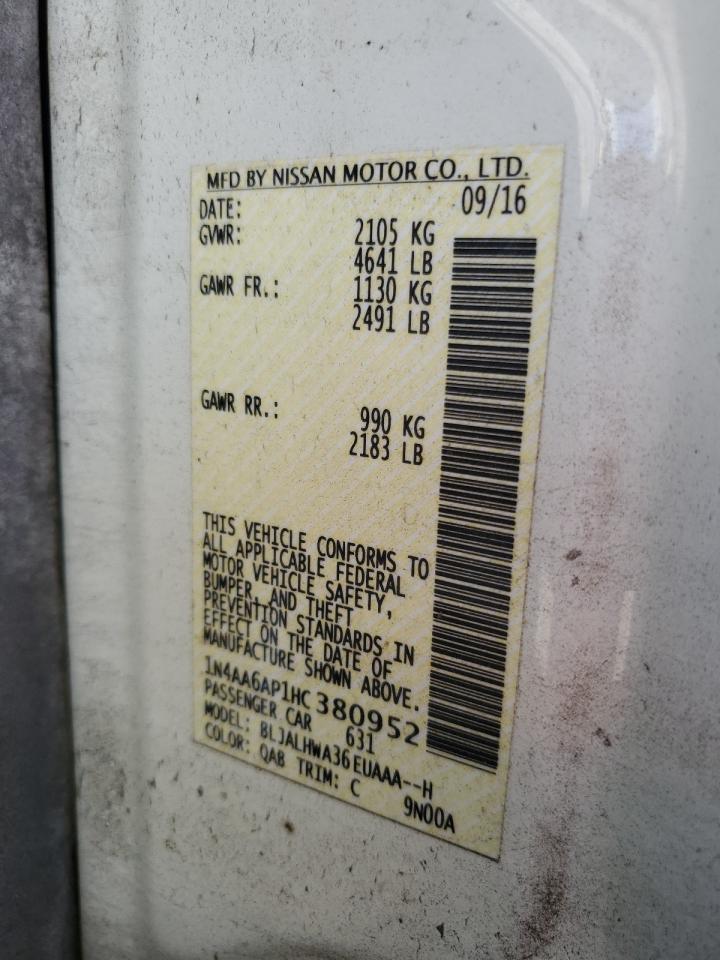 MFD BY NISSAN MOTOR CO., LTD.
DATE: 09/16
GVWR: 2105 KG
4641 LB
GAWR FR.: 1130 KG
2491 LB
GAWR RR.: 990 KG
2183 LB
THIS VEHICLE CONFORMS TO
ALL APPLICABLE FEDERAL
MOTOR VEHICLE SAFETY,
BUMPER, AND THEFT
PREVENTION STANDARDS IN
EFFECT ON THE DATE OF
MANUFACTURE SHOWN ABOVE.
1N4AA6AP1HC380952
PASSENGER CAR 631
MODEL: BLJALHWA36EUAAA--H
COLOR: QAB TRIM: C 9N00A